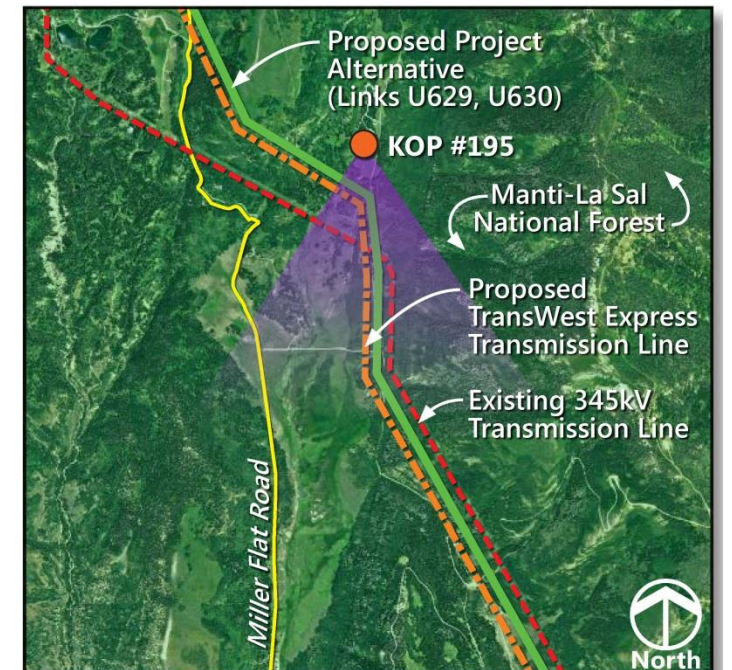 Proposed Project
Alternative
(Links U629, U630)
KOP #195
Manti-La Sal
National Forest
Proposed
TransWest Express
Transmission Line
Existing 345kV
Transmission Line
Miller Flat Road
North